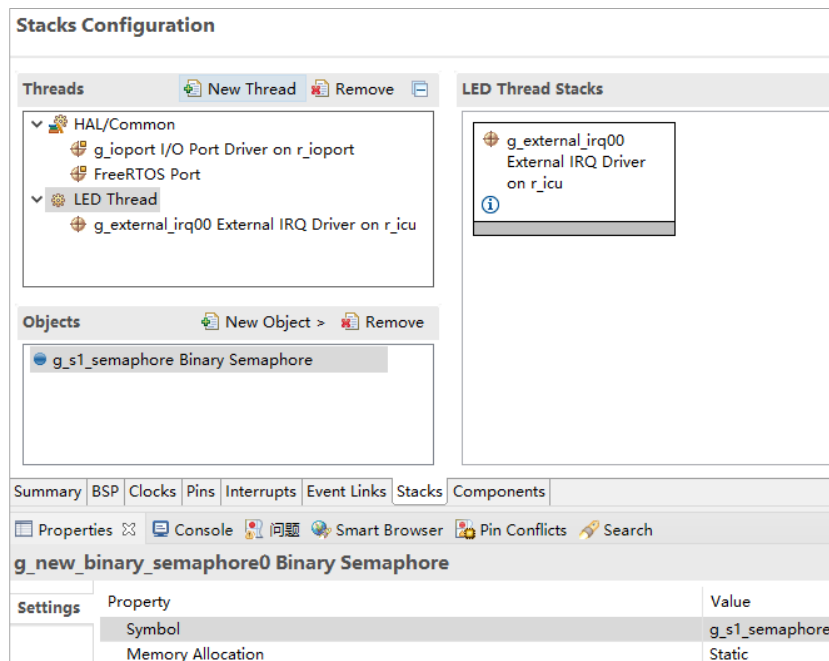 Stacks Configuration
Threads
New Thread
Remove
HAL/Common
g_ioport I/O Port Driver on r_ioport
FreeRTOS Port
LED Thread
g_external_irq00 External IRQ Driver on r_icu
Objects
New Object >
Remove
g_s1_semaphore Binary Semaphore
LED Thread Stacks
g_external_irq00
External IRQ Driver
on r_icu
Summary BSP Clocks Pins Interrupts Event Links Stacks Components
Properties Console 问题 Smart Browser Pin Conflicts Search
g_new_binary_semaphore0 Binary Semaphore
Settings
Property Value
Symbol g_s1_semaphore
Memory Allocation Static